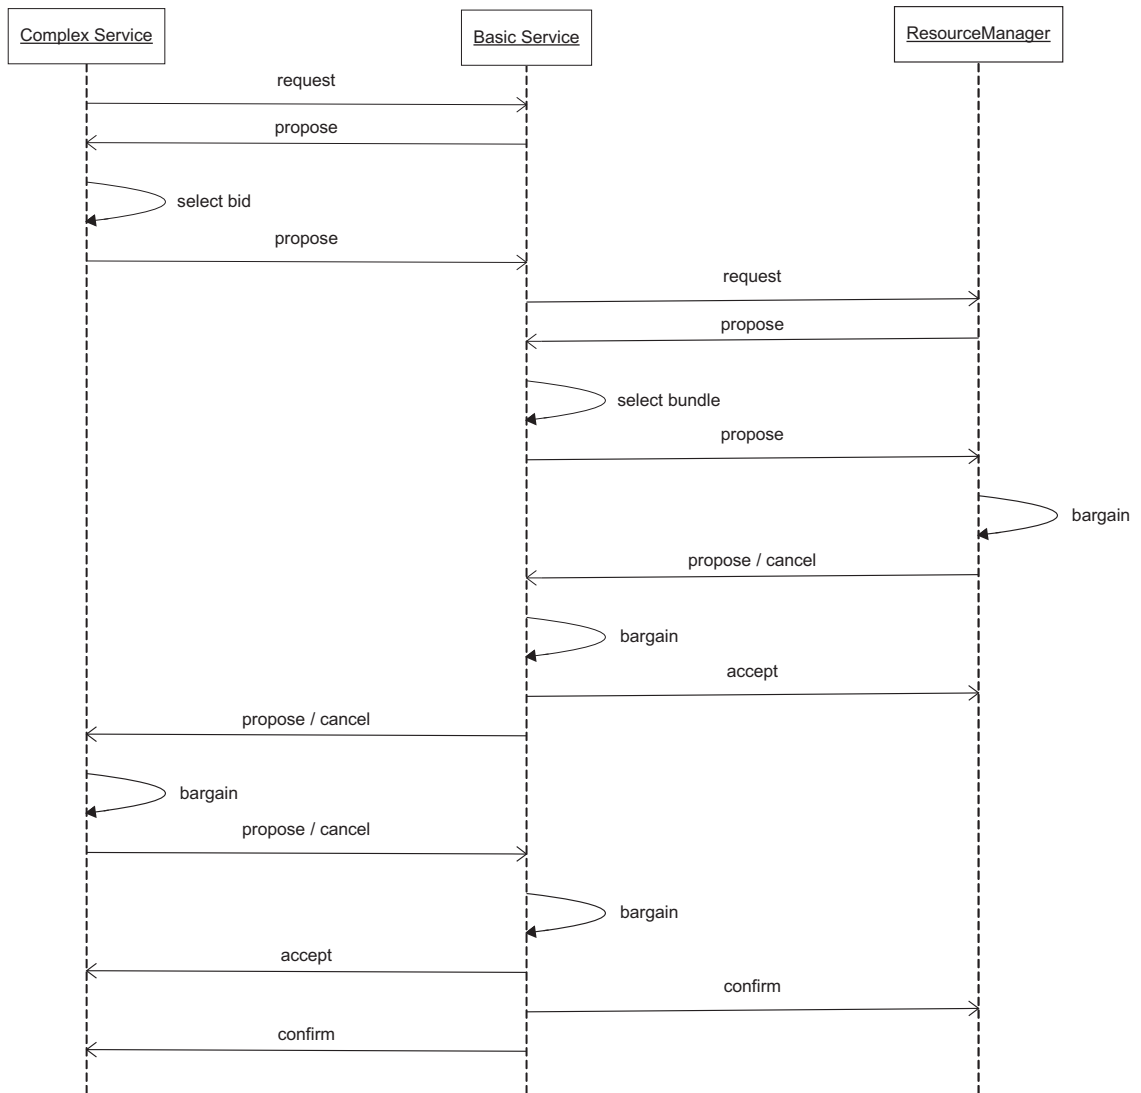 Complex Service
Basic Service
ResourceManager
request
propose
select bid
propose
request
propose
select bundle
propose
bargain
propose / cancel
bargain
accept
propose / cancel
bargain
propose / cancel
bargain
accept
confirm
confirm